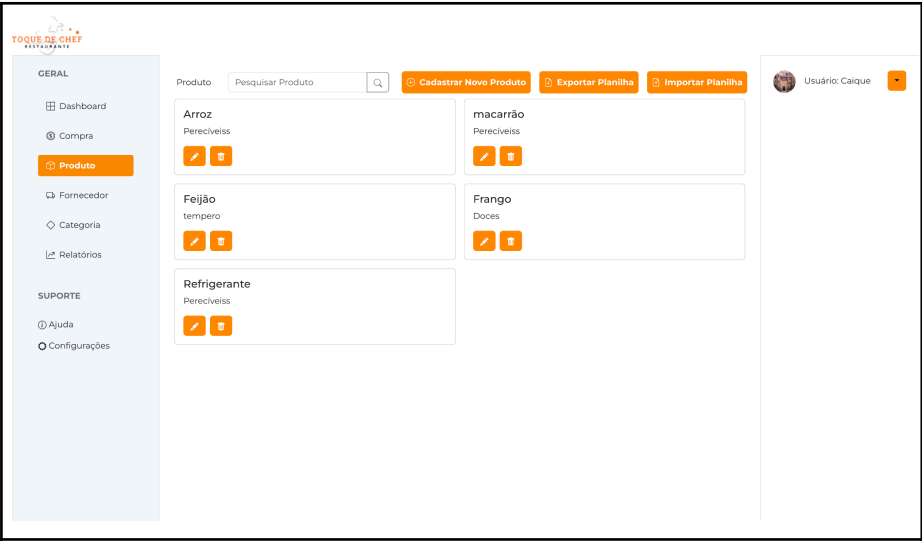 TOQUE DE CHEF
RESTAURANTE
GERAL
Dashboard
Compra
Produto
Fornecedor
Categoria
Relatórios
SUPORTE
Ajuda
Configurações
Produto
Pesquisar Produto
Cadastrar Novo Produto
Exportar Planilha
Importar Planilha
Arroz
Perecíveiss
macarrão
Perecíveiss
Feijão
tempero
Frango
Doces
Refrigerante
Perecíveiss
Usuário: Caique